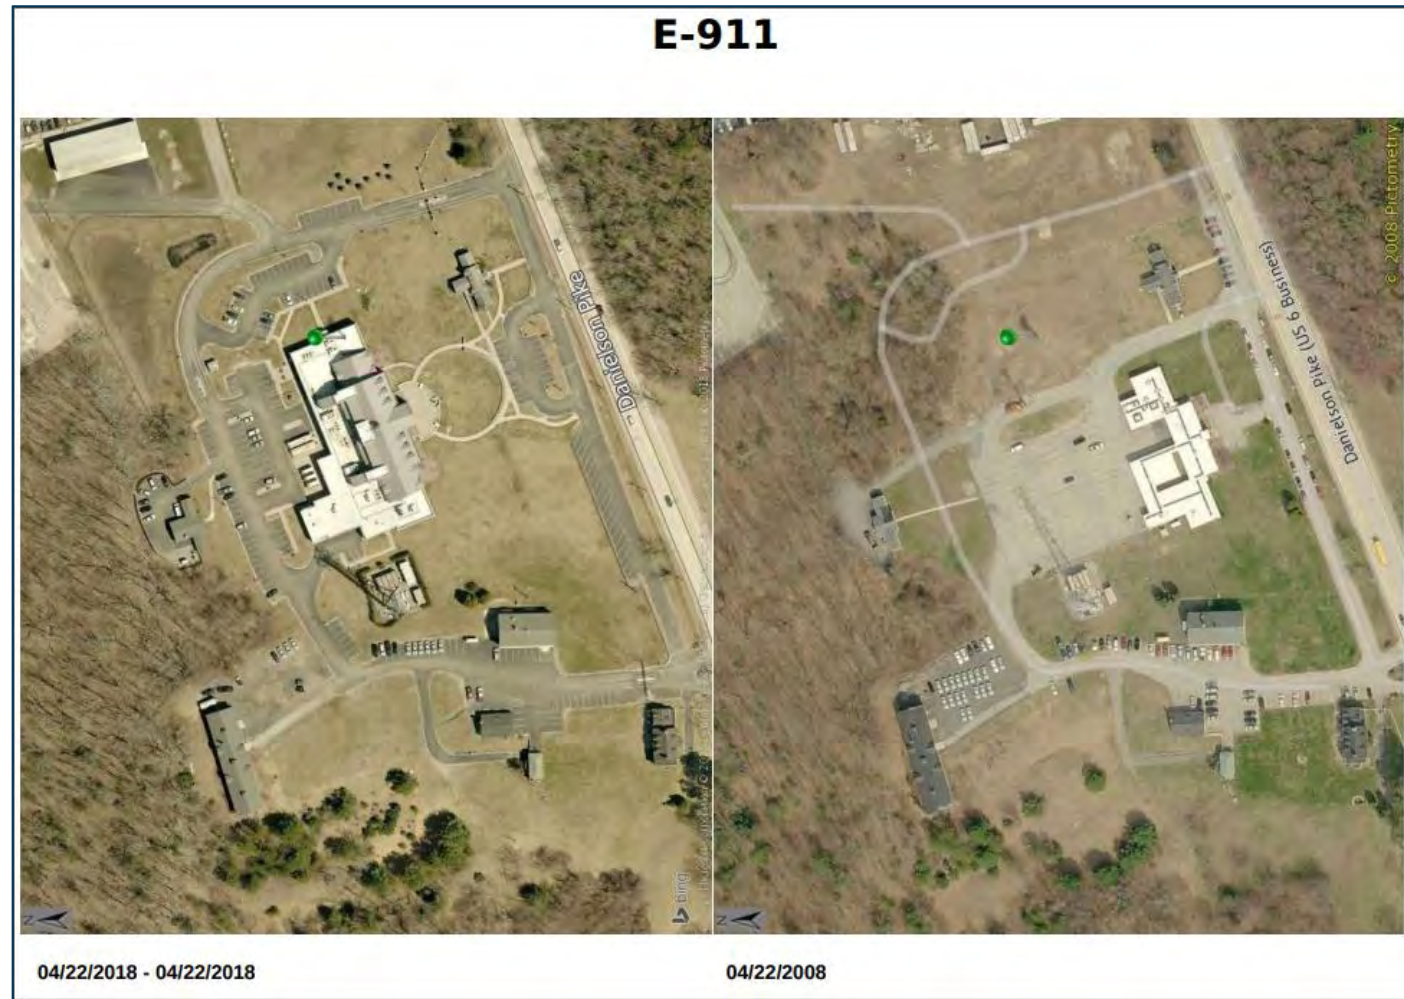 E-911
Danielson Pike
bing
N
© 2008 Pictometry
Danielson Pike (US 6 Business)
N
04/22/2018 - 04/22/2018
04/22/2008